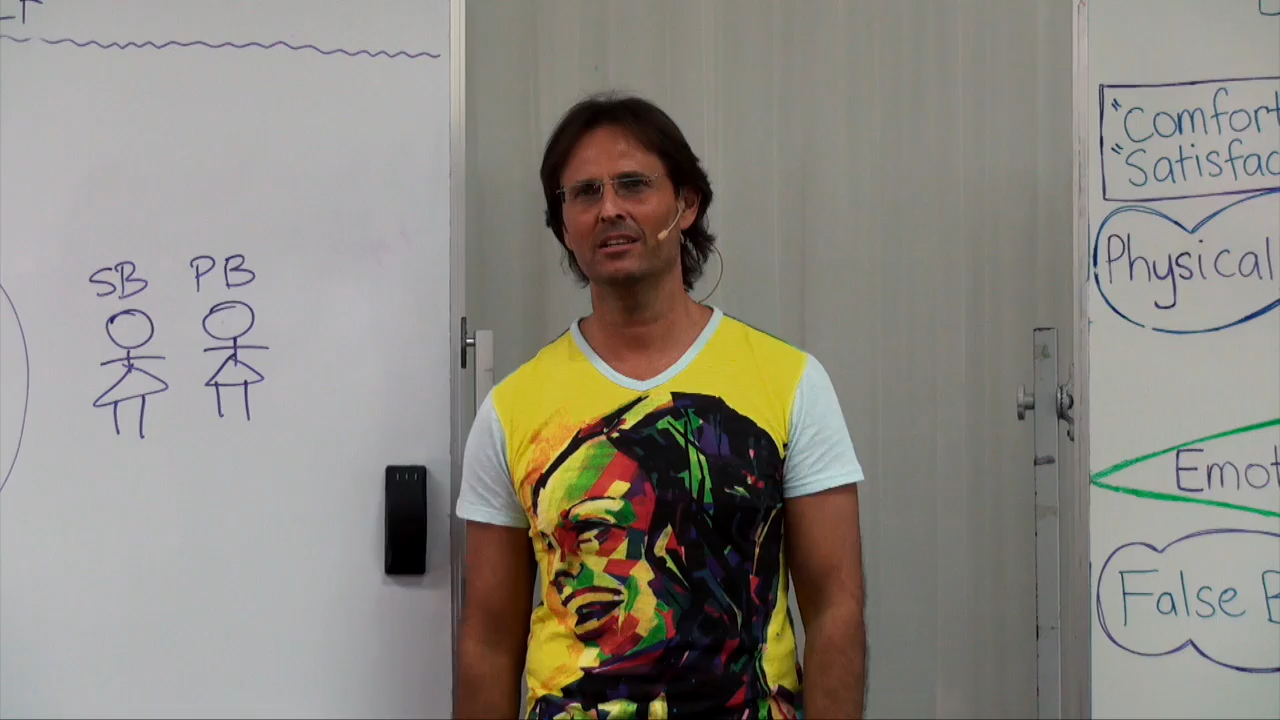 SB PB
"Comfort
"Satisfac
Physical
Emot
False